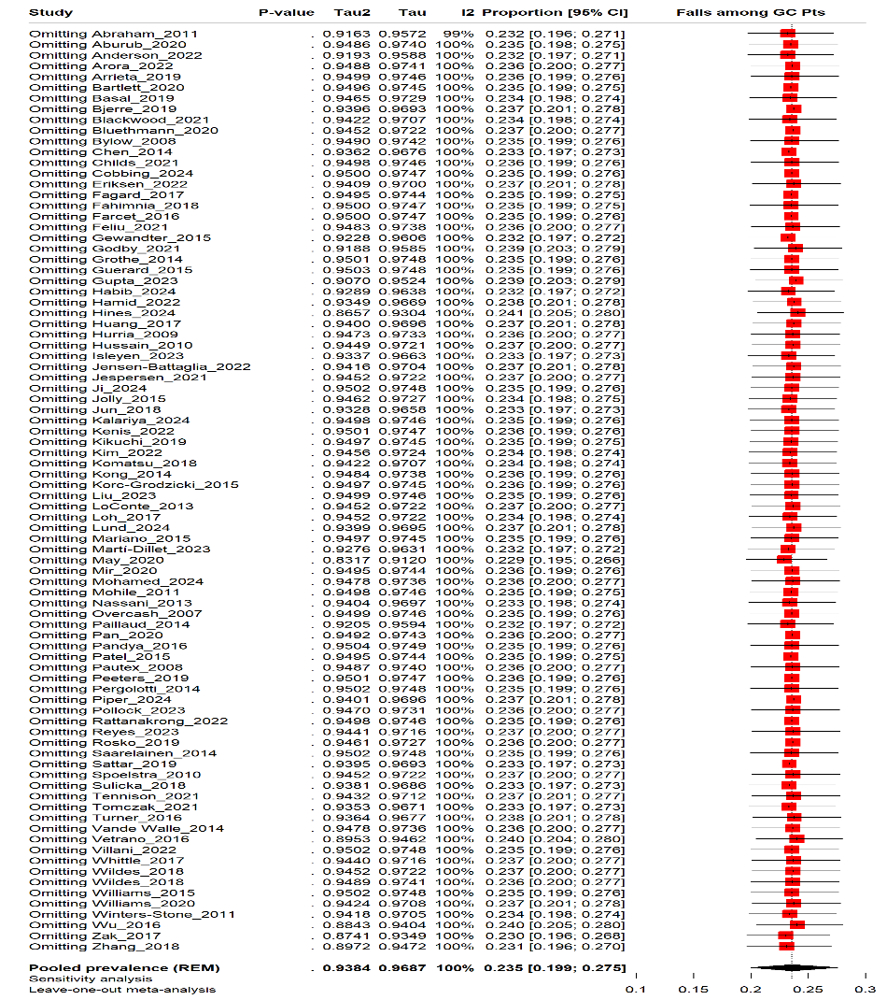 Study P-value Tau2 Tau I2 Proportion [95% CI] Falls among GC Pts
Omitting Abraham_2011 . 0.9163 0.9572 99% 0.232 [0.196; 0.271]
Omitting Aburub_2020 . 0.9486 0.9740 100% 0.235 [0.198; 0.275]
Omitting Anderson_2022 . 0.9193 0.9588 100% 0.232 [0.197; 0.271]
Omitting Arora_2022 . 0.9488 0.9741 100% 0.236 [0.200; 0.277]
Omitting Arrieta_2019 . 0.9499 0.9746 100% 0.236 [0.199; 0.276]
Omitting Bartlett_2020 . 0.9496 0.9745 100% 0.235 [0.199; 0.275]
Omitting Basal_2019 . 0.9465 0.9729 100% 0.234 [0.198; 0.274]
Omitting Bjerre_2019 . 0.9396 0.9693 100% 0.237 [0.201; 0.278]
Omitting Blackwood_2021 . 0.9422 0.9707 100% 0.234 [0.198; 0.274]
Omitting Bluethmann_2020 . 0.9452 0.9722 100% 0.237 [0.200; 0.277]
Omitting Bylow_2008 . 0.9490 0.9742 100% 0.235 [0.199; 0.276]
Omitting Chen_2014 . 0.9362 0.9676 100% 0.233 [0.197; 0.273]
Omitting Childs_2021 . 0.9498 0.9746 100% 0.236 [0.199; 0.276]
Omitting Cobbing_2024 . 0.9500 0.9747 100% 0.235 [0.199; 0.276]
Omitting Eriksen_2022 . 0.9409 0.9700 100% 0.237 [0.201; 0.278]
Omitting Fagard_2017 . 0.9495 0.9744 100% 0.235 [0.199; 0.275]
Omitting Fahimnia_2018 . 0.9500 0.9747 100% 0.235 [0.199; 0.275]
Omitting Farcet_2016 . 0.9500 0.9747 100% 0.235 [0.199; 0.276]
Omitting Feliu_2021 . 0.9483 0.9738 100% 0.236 [0.200; 0.277]
Omitting Gewandter_2015 . 0.9228 0.9606 100% 0.232 [0.197; 0.272]
Omitting Godby_2021 . 0.9188 0.9585 100% 0.239 [0.203; 0.279]
Omitting Grothe_2014 . 0.9501 0.9748 100% 0.235 [0.199; 0.276]
Omitting Guerard_2015 . 0.9503 0.9748 100% 0.235 [0.199; 0.276]
Omitting Gupta_2023 . 0.9070 0.9524 100% 0.239 [0.203; 0.279]
Omitting Habib_2024 . 0.9289 0.9638 100% 0.232 [0.197; 0.272]
Omitting Hamid_2022 . 0.9349 0.9669 100% 0.238 [0.201; 0.278]
Omitting Hines_2024 . 0.8657 0.9304 100% 0.241 [0.205; 0.280]
Omitting Huang_2017 . 0.9400 0.9696 100% 0.237 [0.201; 0.278]
Omitting Hurria_2009 . 0.9473 0.9733 100% 0.236 [0.200; 0.277]
Omitting Hussain_2010 . 0.9449 0.9721 100% 0.237 [0.200; 0.277]
Omitting Isleyen_2023 . 0.9337 0.9663 100% 0.233 [0.197; 0.273]
Omitting Jensen-Battaglia_2022 . 0.9416 0.9704 100% 0.237 [0.201; 0.278]
Omitting Jespersen_2021 . 0.9452 0.9722 100% 0.237 [0.200; 0.277]
Omitting Ji_2024 . 0.9502 0.9748 100% 0.235 [0.199; 0.276]
Omitting Jolly_2015 . 0.9462 0.9727 100% 0.234 [0.198; 0.275]
Omitting Jun_2018 . 0.9328 0.9658 100% 0.233 [0.197; 0.273]
Omitting Kalariya_2024 . 0.9498 0.9746 100% 0.235 [0.199; 0.276]
Omitting Kenis_2022 . 0.9501 0.9747 100% 0.236 [0.199; 0.276]
Omitting Kikuchi_2019 . 0.9497 0.9745 100% 0.235 [0.199; 0.275]
Omitting Kim_2022 . 0.9456 0.9724 100% 0.234 [0.198; 0.274]
Omitting Komatsu_2018 . 0.9422 0.9707 100% 0.234 [0.198; 0.274]
Omitting Kong_2014 . 0.9484 0.9738 100% 0.236 [0.199; 0.276]
Omitting Korc-Grodzicki_2015 . 0.9497 0.9745 100% 0.236 [0.199; 0.276]
Omitting Liu_2023 . 0.9499 0.9746 100% 0.235 [0.199; 0.276]
Omitting LoConte_2013 . 0.9452 0.9722 100% 0.237 [0.200; 0.277]
Omitting Loh_2017 . 0.9452 0.9722 100% 0.234 [0.198; 0.274]
Omitting Lund_2024 . 0.9399 0.9695 100% 0.237 [0.201; 0.278]
Omitting Mariano_2015 . 0.9497 0.9745 100% 0.235 [0.199; 0.276]
Omitting Martí-Dillet_2023 . 0.9276 0.9631 100% 0.232 [0.197; 0.272]
Omitting May_2020 . 0.8317 0.9120 100% 0.229 [0.195; 0.266]
Omitting Mir_2020 . 0.9495 0.9744 100% 0.236 [0.199; 0.276]
Omitting Mohamed_2024 . 0.9478 0.9736 100% 0.236 [0.200; 0.277]
Omitting Mohile_2011 . 0.9498 0.9746 100% 0.235 [0.199; 0.275]
Omitting Nassani_2013 . 0.9404 0.9697 100% 0.233 [0.198; 0.274]
Omitting Overcash_2007 . 0.9499 0.9746 100% 0.235 [0.199; 0.276]
Omitting Paillaud_2014 . 0.9205 0.9594 100% 0.232 [0.197; 0.272]
Omitting Pan_2020 . 0.9492 0.9743 100% 0.236 [0.200; 0.277]
Omitting Pandya_2016 . 0.9504 0.9749 100% 0.235 [0.199; 0.276]
Omitting Patel_2015 . 0.9495 0.9744 100% 0.235 [0.199; 0.275]
Omitting Pautex_2008 . 0.9487 0.9740 100% 0.236 [0.200; 0.277]
Omitting Peeters_2019 . 0.9501 0.9747 100% 0.236 [0.199; 0.276]
Omitting Pergolotti_2014 . 0.9502 0.9748 100% 0.235 [0.199; 0.276]
Omitting Piper_2024 . 0.9401 0.9696 100% 0.237 [0.201; 0.278]
Omitting Pollock_2023 . 0.9470 0.9731 100% 0.236 [0.200; 0.277]
Omitting Rattanakrong_2022 . 0.9498 0.9746 100% 0.235 [0.199; 0.276]
Omitting Reyes_2023 . 0.9441 0.9716 100% 0.237 [0.200; 0.277]
Omitting Rosko_2019 . 0.9461 0.9727 100% 0.236 [0.200; 0.277]
Omitting Saarelainen_2014 . 0.9502 0.9748 100% 0.235 [0.199; 0.276]
Omitting Sattar_2019 . 0.9395 0.9693 100% 0.233 [0.197; 0.273]
Omitting Spoelstra_2010 . 0.9452 0.9722 100% 0.237 [0.200; 0.277]
Omitting Sulicka_2018 . 0.9381 0.9686 100% 0.233 [0.197; 0.273]
Omitting Tennison_2021 . 0.9432 0.9712 100% 0.237 [0.201; 0.277]
Omitting Tomczak_2021 . 0.9353 0.9671 100% 0.233 [0.197; 0.273]
Omitting Turner_2016 . 0.9364 0.9677 100% 0.238 [0.201; 0.278]
Omitting Vande Walle_2014 . 0.9478 0.9736 100% 0.236 [0.200; 0.277]
Omitting Vetrano_2016 . 0.8953 0.9462 100% 0.240 [0.204; 0.280]
Omitting Villani_2022 . 0.9502 0.9748 100% 0.235 [0.199; 0.276]
Omitting Whittle_2017 . 0.9440 0.9716 100% 0.237 [0.200; 0.277]
Omitting Wildes_2018 . 0.9452 0.9722 100% 0.237 [0.200; 0.277]
Omitting Wildes_2018 . 0.9489 0.9741 100% 0.236 [0.200; 0.277]
Omitting Williams_2015 . 0.9502 0.9748 100% 0.235 [0.199; 0.276]
Omitting Williams_2020 . 0.9424 0.9708 100% 0.237 [0.201; 0.278]
Omitting Winters-Stone_2011 . 0.9418 0.9705 100% 0.234 [0.198; 0.274]
Omitting Wu_2016 . 0.8843 0.9404 100% 0.240 [0.205; 0.280]
Omitting Zak_2017 . 0.8741 0.9349 100% 0.230 [0.196; 0.268]
Omitting Zhang_2018 . 0.8972 0.9472 100% 0.231 [0.196; 0.270]
Pooled prevalence (REM) . 0.9384 0.9687 100% 0.235 [0.199; 0.275]
Sensitivity analysis
Leave-one-out meta-analysis
0.1 0.15 0.2 0.25 0.3